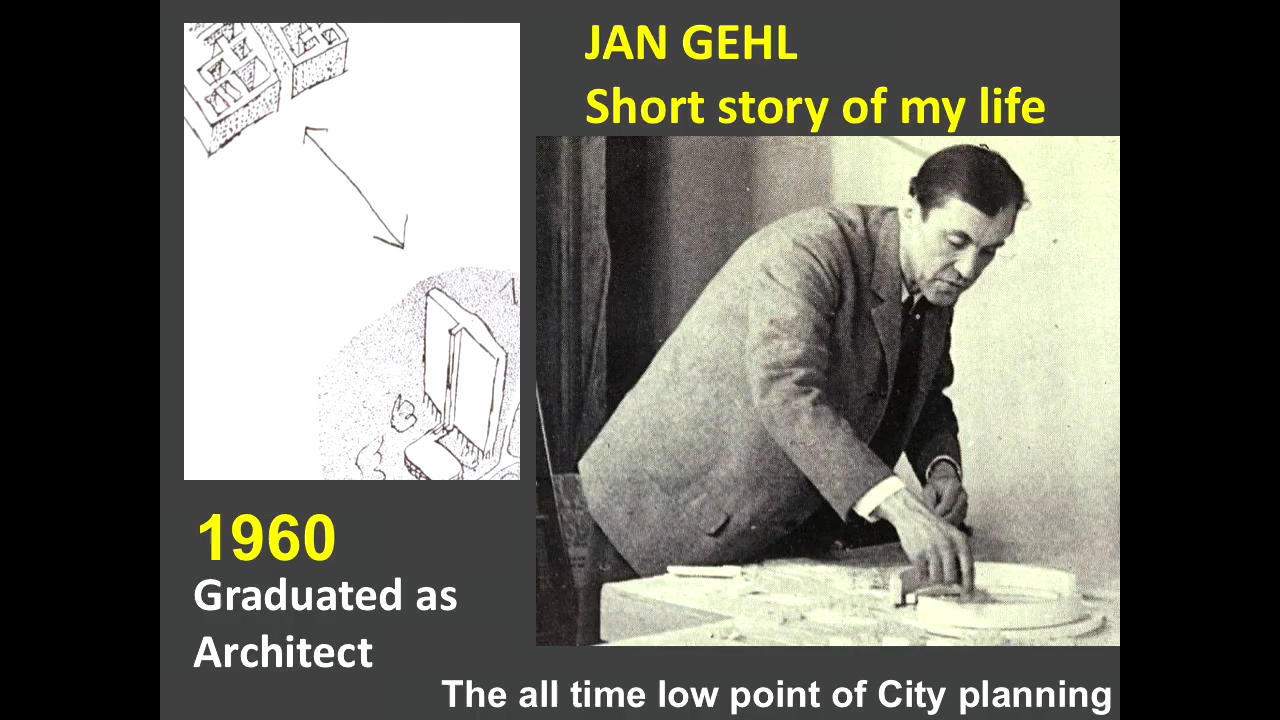 JAN GEHL
Short story of my life
1960
Graduated as
Architect
The all time low point of City planning